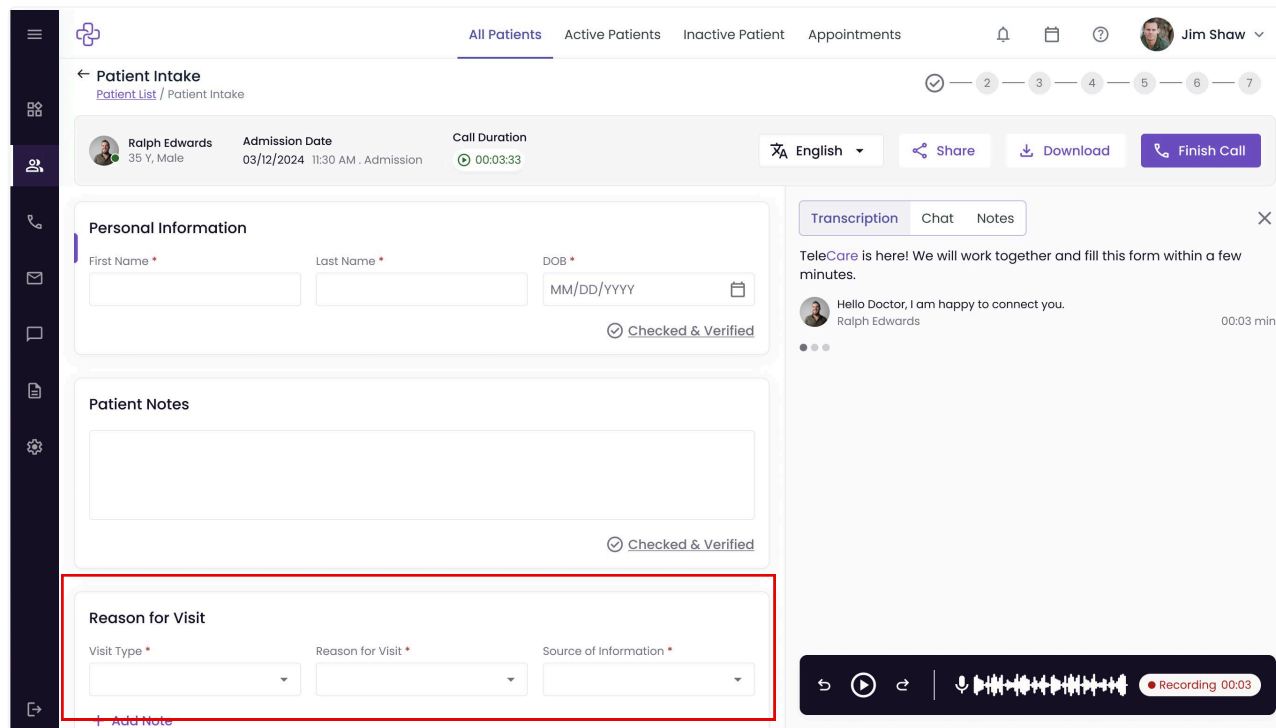 All Patients Active Patients Inactive Patient Appointments Jim Shaw
Patient Intake
Patient List / Patient Intake
2 3 4 5 6 7
Ralph Edwards
35 Y, Male
Admission Date
03/12/2024 11:30 AM . Admission
Call Duration
00:03:33
English
Share
Download
Finish Call
Personal Information
First Name * Last Name * DOB *
MM/DD/YYYY
Checked & Verified
Patient Notes
Checked & Verified
Reason for Visit
Visit Type * Reason for Visit * Source of Information *
+ Add Note
Transcription Chat Notes
TeleCare is here! We will work together and fill this form within a few
minutes.
Hello Doctor, I am happy to connect you.
Ralph Edwards 00:03 min
Recording 00:03